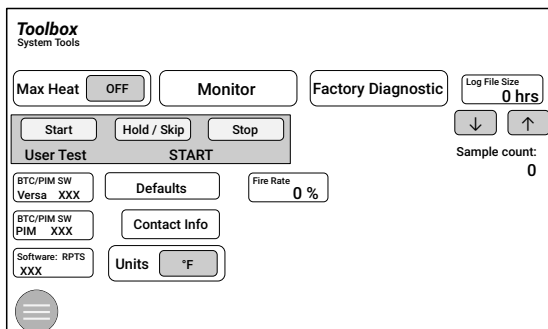 Toolbox
System Tools
Max Heat OFF Monitor Factory Diagnostic Log File Size
0 hrs
Start Hold / Skip Stop
User Test START
Sample count:
0
BTC/PIM SW
Versa XXX
Defaults
Fire Rate
0 %
BTC/PIM SW
PIM XXX
Contact Info
Software: RPTS
XXX
Units °F